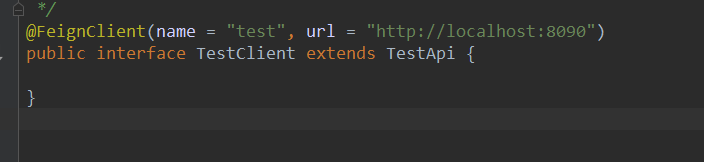 */
@FeignClient(name = "test", url = "http://localhost:8090")
public interface TestClient extends TestApi {
}